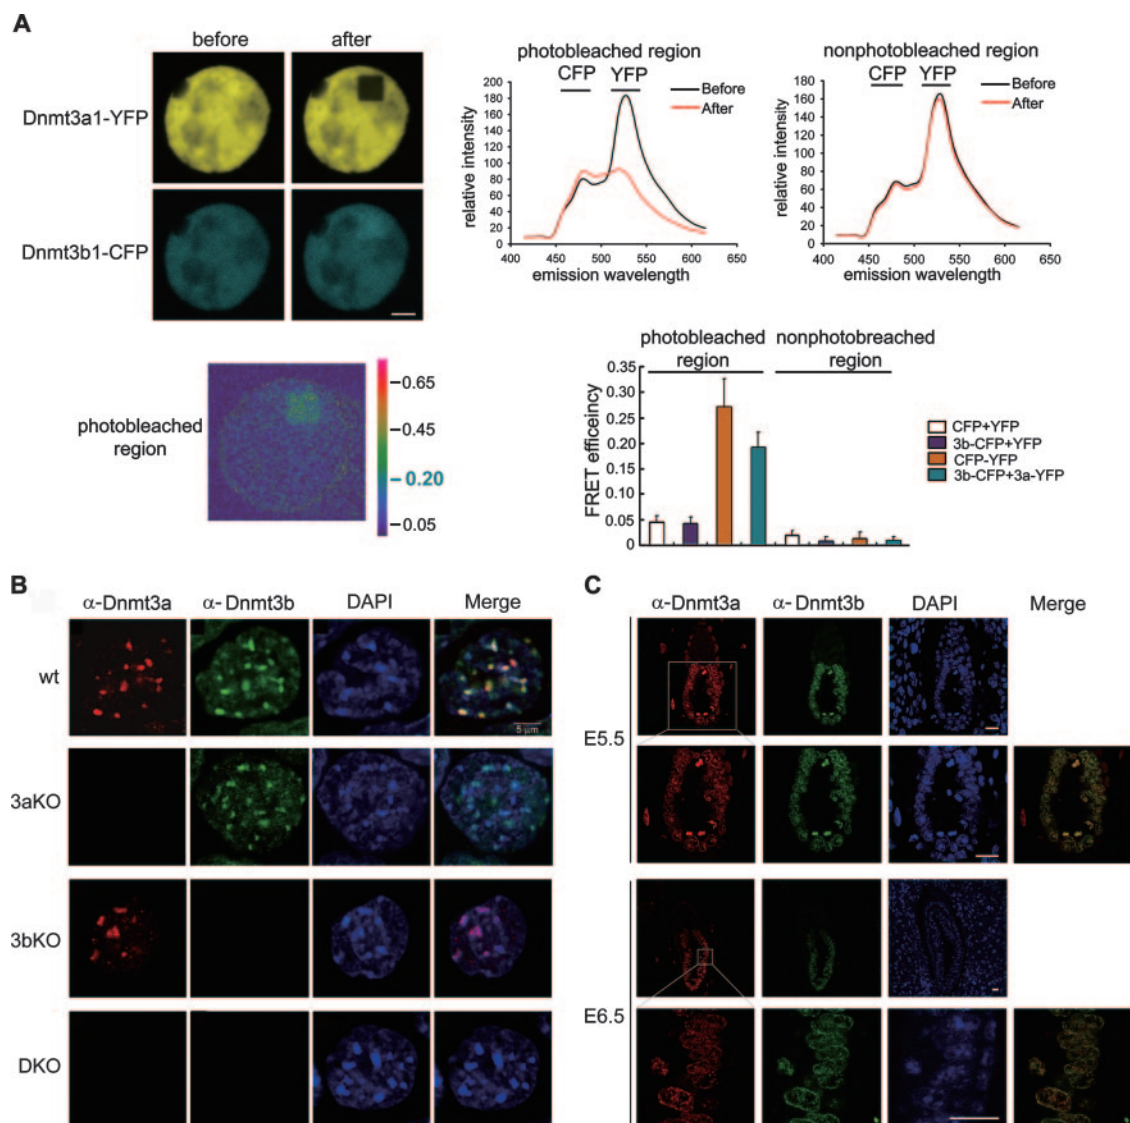 A
before after
Dnmt3a1-YFP
Dnmt3b1-CFP
photobleached region
CFP YFP
Before
After
relative intensity
200
180
160
140
120
100
80
60
40
20
0
400 450 500 550 600 650
emission wavelength
nonphotobleached region
CFP YFP
Before
After
relative intensity
180
160
140
120
100
80
60
40
20
0
400 450 500 550 600 650
emission wavelength
photobleached
region
0.65
0.45
0.20
0.05
photobleached
region
nonphotobreached
region
FRET efficeincy
0.35
0.30
0.25
0.20
0.15
0.10
0.05
0
CFP+YFP
3b-CFP+YFP
CFP-YFP
3b-CFP+3a-YFP
B
α-Dnmt3a α-Dnmt3b DAPI Merge
wt
5 μm
3aKO
3bKO
DKO
C
α-Dnmt3a α-Dnmt3b DAPI Merge
E5.5
E6.5